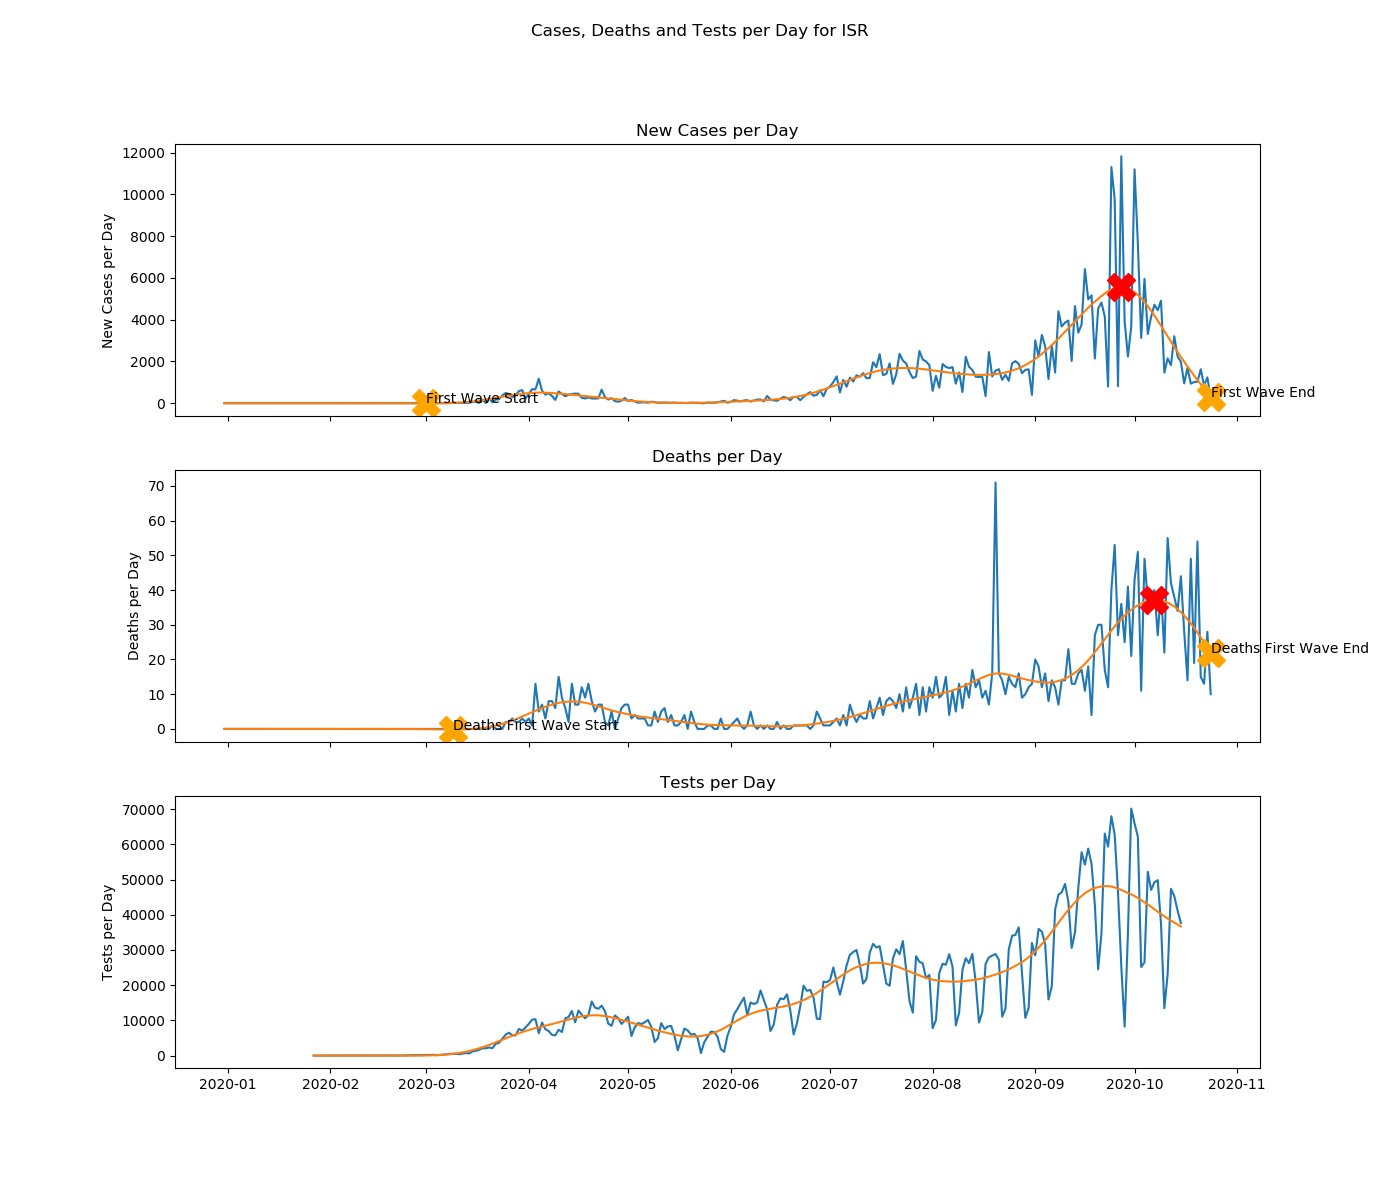 Cases, Deaths and Tests per Day for ISR
New Cases per Day
New Cases per Day
12000
10000
8000
6000
4000
2000
0
First Wave Start
First Wave End
Deaths per Day
Deaths per Day
70
60
50
40
30
20
10
0
Deaths First Wave Start
Deaths First Wave End
Tests per Day
Tests per Day
70000
60000
50000
40000
30000
20000
10000
0
2020-01 2020-02 2020-03 2020-04 2020-05 2020-06 2020-07 2020-08 2020-09 2020-10 2020-11